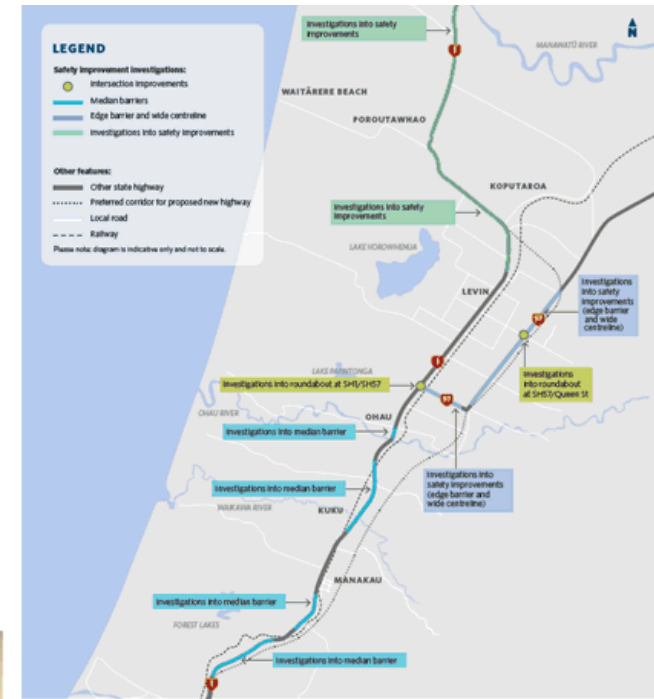 Investigations into safety
improvements
N
MANAWATŪ RIVER
LEGEND
Safety improvement investigations:
Intersection improvements
Median barriers
Edge barrier and wide centreline
Investigations into safety improvements
Other features:
Other state highway
Preferred corridor for proposed new highway
Local road
Railway
Please note: diagram is indicative only and not to scale.
1
WAITĀRERE BEACH
POROUTAWHAO
KOPUTAROA
Investigations into safety
improvements
LAKE HOROWHENUA
LEVIN
Investigations
into safety
improvements
(edge barrier
and wide
centreline)
57
1
Investigations
into roundabout
at SH57/Queen St
LAKE PAPAITONGA
Investigations into roundabout at SH1/SH57
57
OHAU RIVER
OHAU
Investigations into median barrier
Investigations into
safety improvements
(edge barrier and
wide centreline)
Investigations into median barrier
WAIKAWA RIVER
KUKU
MANAKAU
Investigations into median barrier
FOREST LAKES
Investigations into median barrier
1